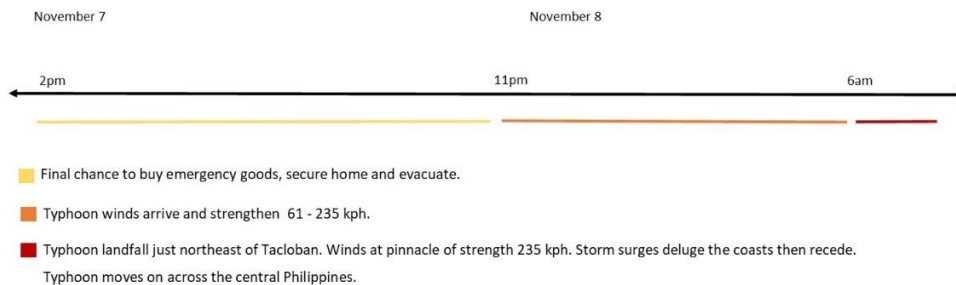 November 7
November 8
2pm
11pm
6am
Final chance to buy emergency goods, secure home and evacuate.
Typhoon winds arrive and strengthen 61 - 235 kph.
Typhoon landfall just northeast of Tacloban. Winds at pinnacle of strength 235 kph. Storm surges deluge the coasts then recede.
Typhoon moves on across the central Philippines.